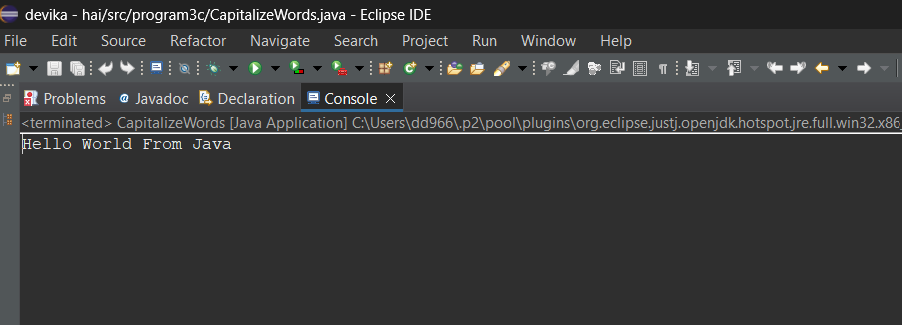 devika - hai/src/program3c/CapitalizeWords.java - Eclipse IDE
File Edit Source Refactor Navigate Search Project Run Window Help
Problems @ Javadoc Declaration Console
<terminated> CapitalizeWords [Java Application] C:\Users\dd966\.p2\pool\plugins\org.eclipse.justj.openjdk.hotspot.jre.full.win32.x86_
Hello World From Java